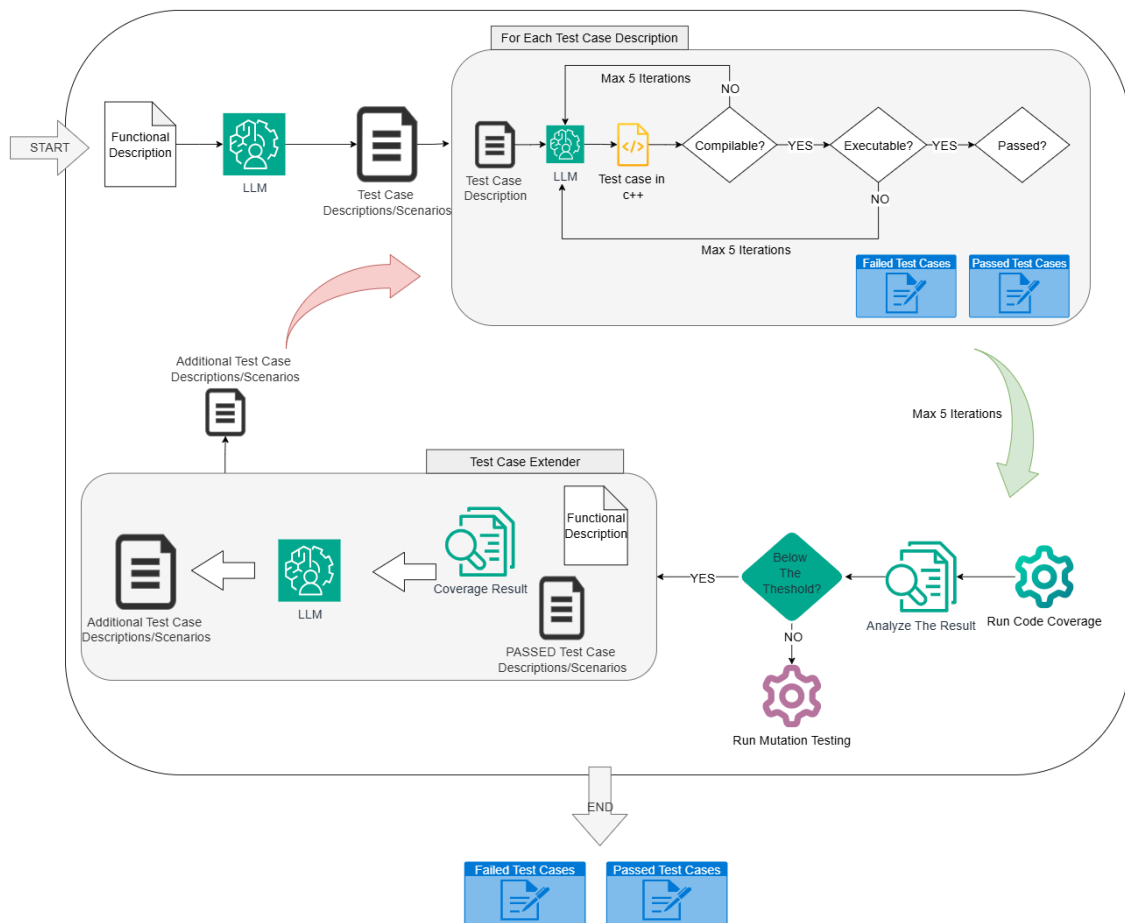 For Each Test Case Description
Max 5 Iterations
NO
START
Functional
Description
LLM
Test Case
Descriptions/Scenarios
Test Case
Description
LLM
Test case in
c++
Compilable?
YES
Executable?
YES
Passed?
NO
Max 5 Iterations
Failed Test Cases
Passed Test Cases
Additional Test Case
Descriptions/Scenarios
Max 5 Iterations
Test Case Extender
Functional
Description
Coverage Result
LLM
Additional Test Case
Descriptions/Scenarios
PASSED Test Case
Descriptions/Scenarios
YES
Below
The
Theshold?
NO
Analyze The Result
Run Code Coverage
Run Mutation Testing
END
Failed Test Cases
Passed Test Cases